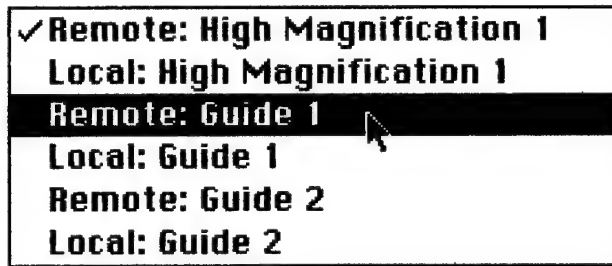 ✓Remote: High Magnification 1
Local: High Magnification 1
Remote: Guide 1
Local: Guide 1
Remote: Guide 2
Local: Guide 2